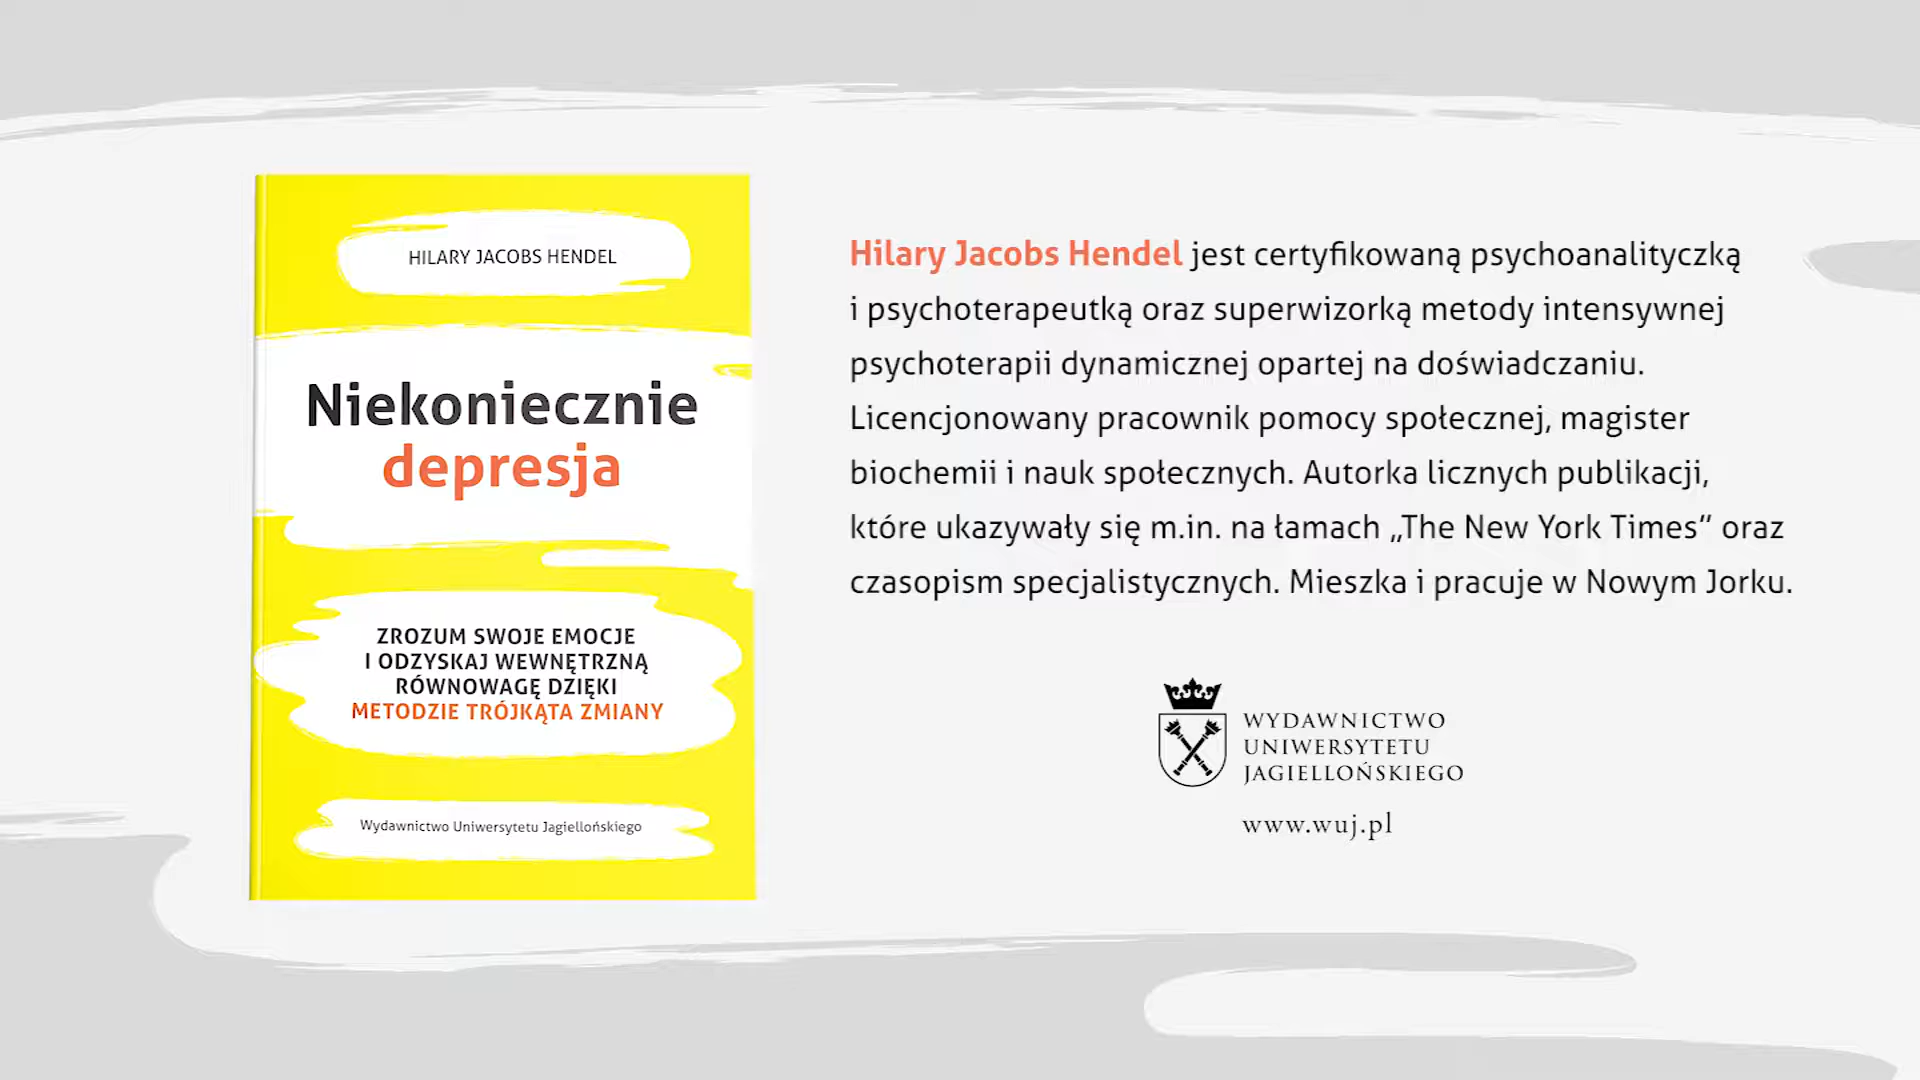 HILARY JACOBS HENDEL
Niekoniecznie
depresja
ZROZUM SWOJE EMOCJE
I ODZYSKAJ WEWNĘTRZNĄ
RÓWNOWAGĘ DZIĘKI
METODZIE TRÓJKĄTA ZMIANY
Wydawnictwo Uniwersytetu Jagiellońskiego
Hilary Jacobs Hendel jest certyfikowaną psychoanalityczką
i psychoterapeutką oraz superwizorką metody intensywnej
psychoterapii dynamicznej opartej na doświadczaniu.
Licencjonowany pracownik pomocy społecznej, magister
biochemii i nauk społecznych. Autorka licznych publikacji,
które ukazywały się m.in. na łamach „The New York Times” oraz
czasopism specjalistycznych. Mieszka i pracuje w Nowym Jorku.
WYDAWNICTWO
UNIWERSYTETU
JAGIELLOŃSKIEGO
www.wuj.pl